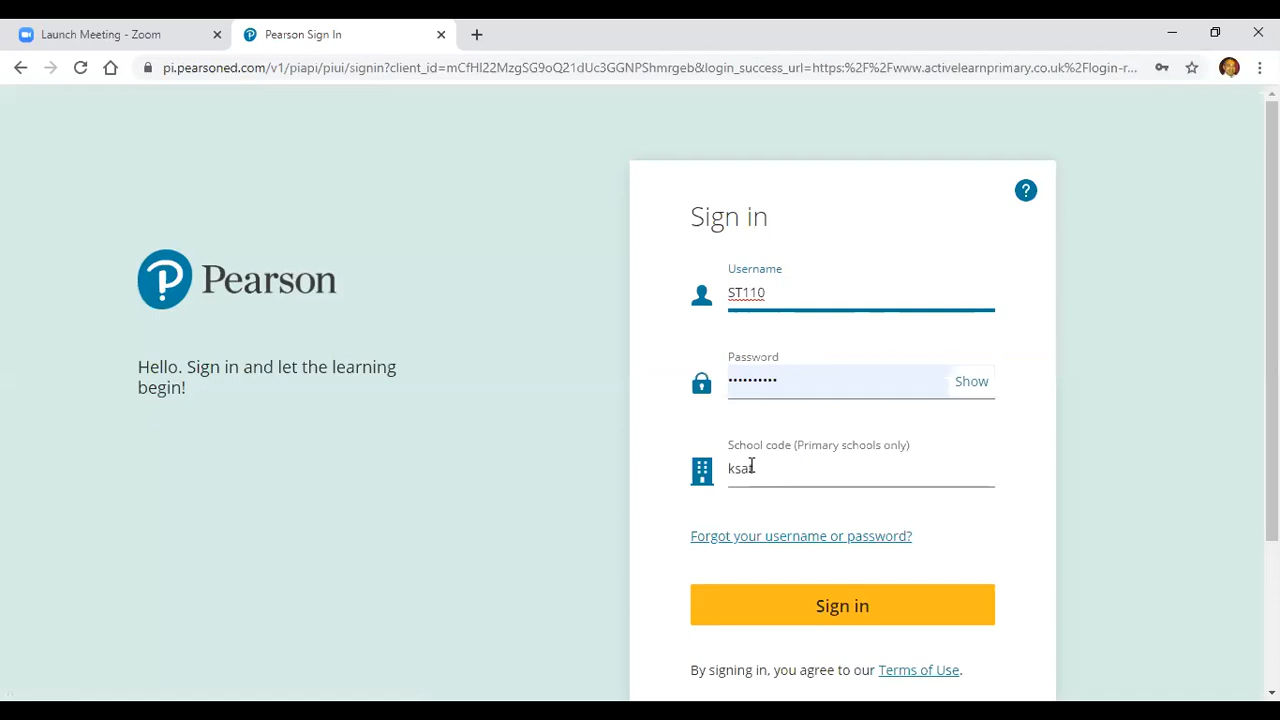 Launch Meeting - Zoom
Pearson Sign In
pi.pearsoned.com/v1/piapi/piui/signin?client_id=mCfHI22MzgSG9oQ21dUc3GGNPShmrgeb&login_success_url=https:%2F%2Fwww.activelearnprimary.co.uk%2Flogin-r...
Pearson
Hello. Sign in and let the learning
begin!
?
Sign in
Username
ST110
Password
••••••••••
Show
School code (Primary schools only)
Forgot your username or password?
Sign in
By signing in, you agree to our Terms of Use.